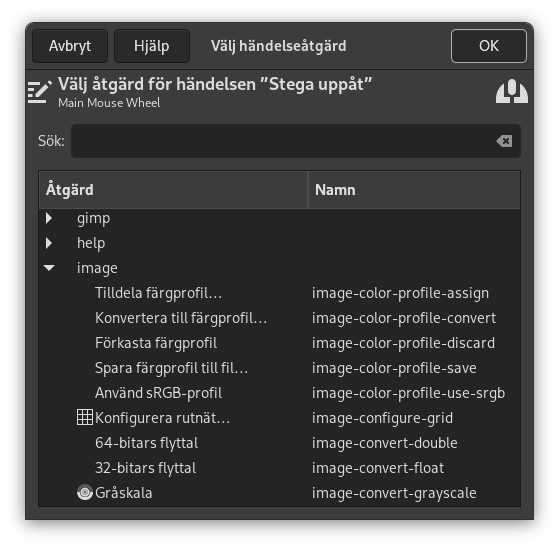 Avbryt Hjälp Välj händelseåtgärd OK
Välj åtgärd för händelsen ”Stega uppåt”
Main Mouse Wheel
Sök:
Åtgärd Namn
gimp
help
image
Tilldela färgprofil… image-color-profile-assign
Konvertera till färgprofil… image-color-profile-convert
Förkasta färgprofil image-color-profile-discard
Spara färgprofil till fil… image-color-profile-save
Använd sRGB-profil image-color-profile-use-srgb
Konfigurera rutnät… image-configure-grid
64-bitars flyttal image-convert-double
32-bitars flyttal image-convert-float
Gråskala image-convert-grayscale